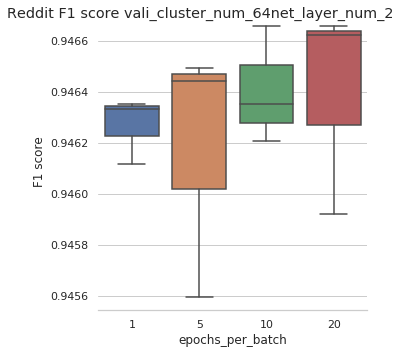 Reddit F1 score vali_cluster_num_64net_layer_num_2
F1 score
0.9466
0.9464
0.9462
0.9460
0.9458
0.9456
1 5 10 20
epochs_per_batch